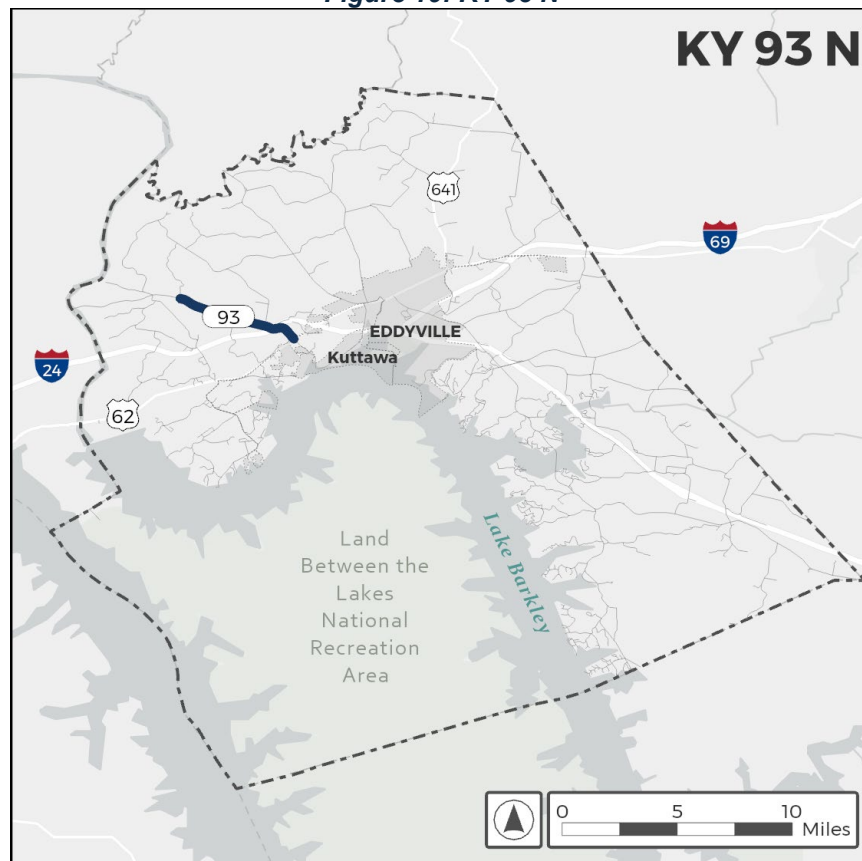 KY 93 N
641
69
93
EDDYVILLE
Kuttawa
24
62
Land
Between the
Lakes
National
Recreation
Area
Lake Barkley
0 5 10
Miles